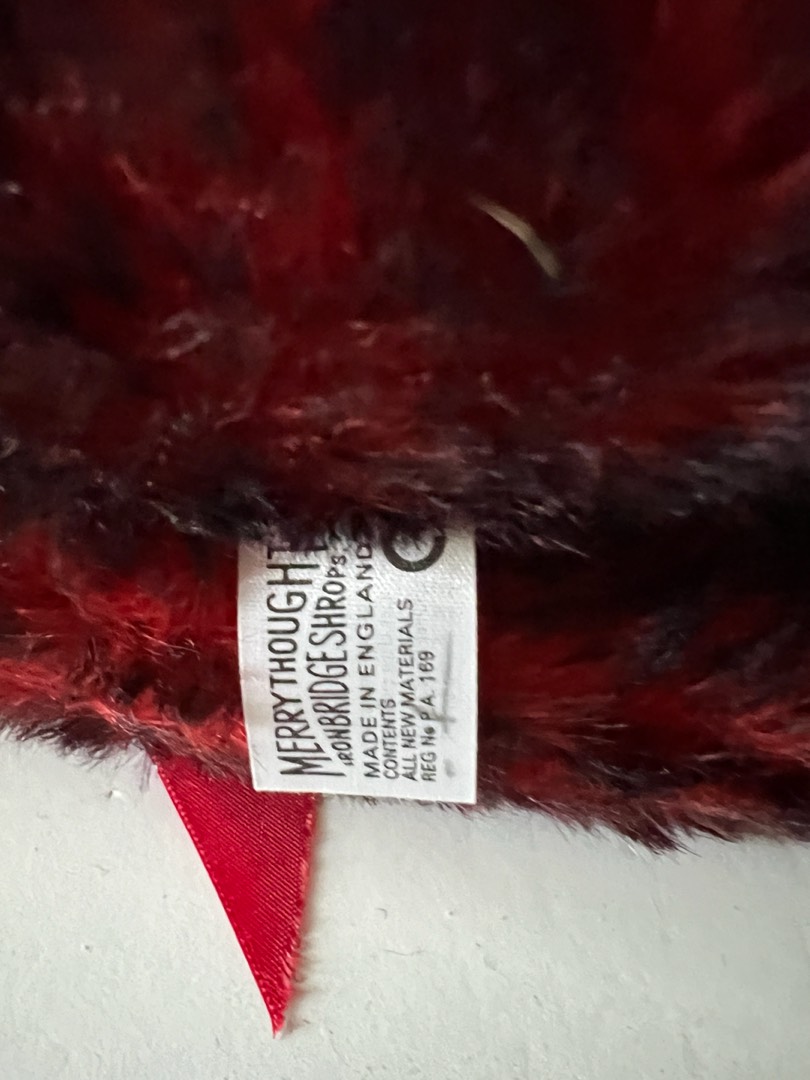 MERRYTHOUGHT
IRONBRIDGE SHROPS.
MADE IN ENGLAND
CONTENTS
ALL NEW MATERIALS
REG № P.A. 169